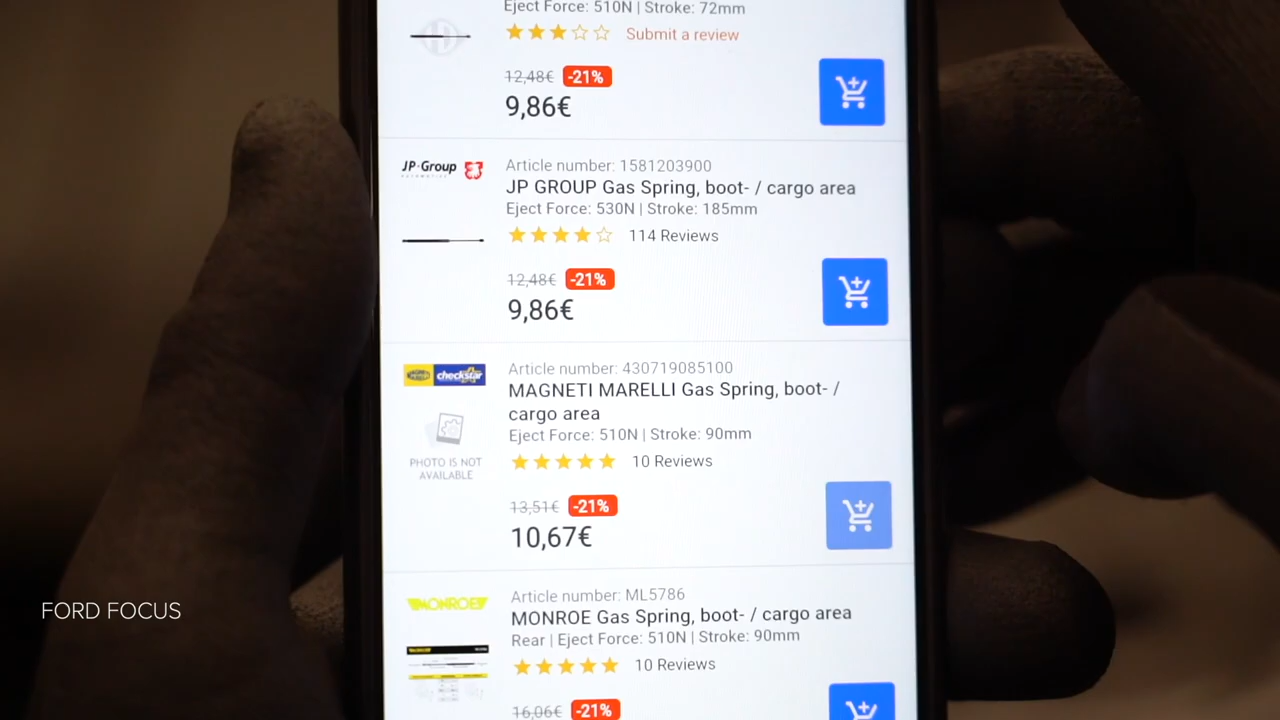 Eject Force: 510N | Stroke: 72mm
Submit a review
12,48€ -21%
9,86€
JP-Group
Article number: 1581203900
JP GROUP Gas Spring, boot- / cargo area
Eject Force: 530N | Stroke: 185mm
114 Reviews
12,48€ -21%
9,86€
checkstar
Article number: 430719085100
MAGNETI MARELLI Gas Spring, boot- /
cargo area
Eject Force: 510N | Stroke: 90mm
PHOTO IS NOT
AVAILABLE
10 Reviews
13,51€ -21%
10,67€
MONROE
Article number: ML5786
MONROE Gas Spring, boot- / cargo area
Rear | Eject Force: 510N | Stroke: 90mm
10 Reviews
16,06€ -21%
FORD FOCUS